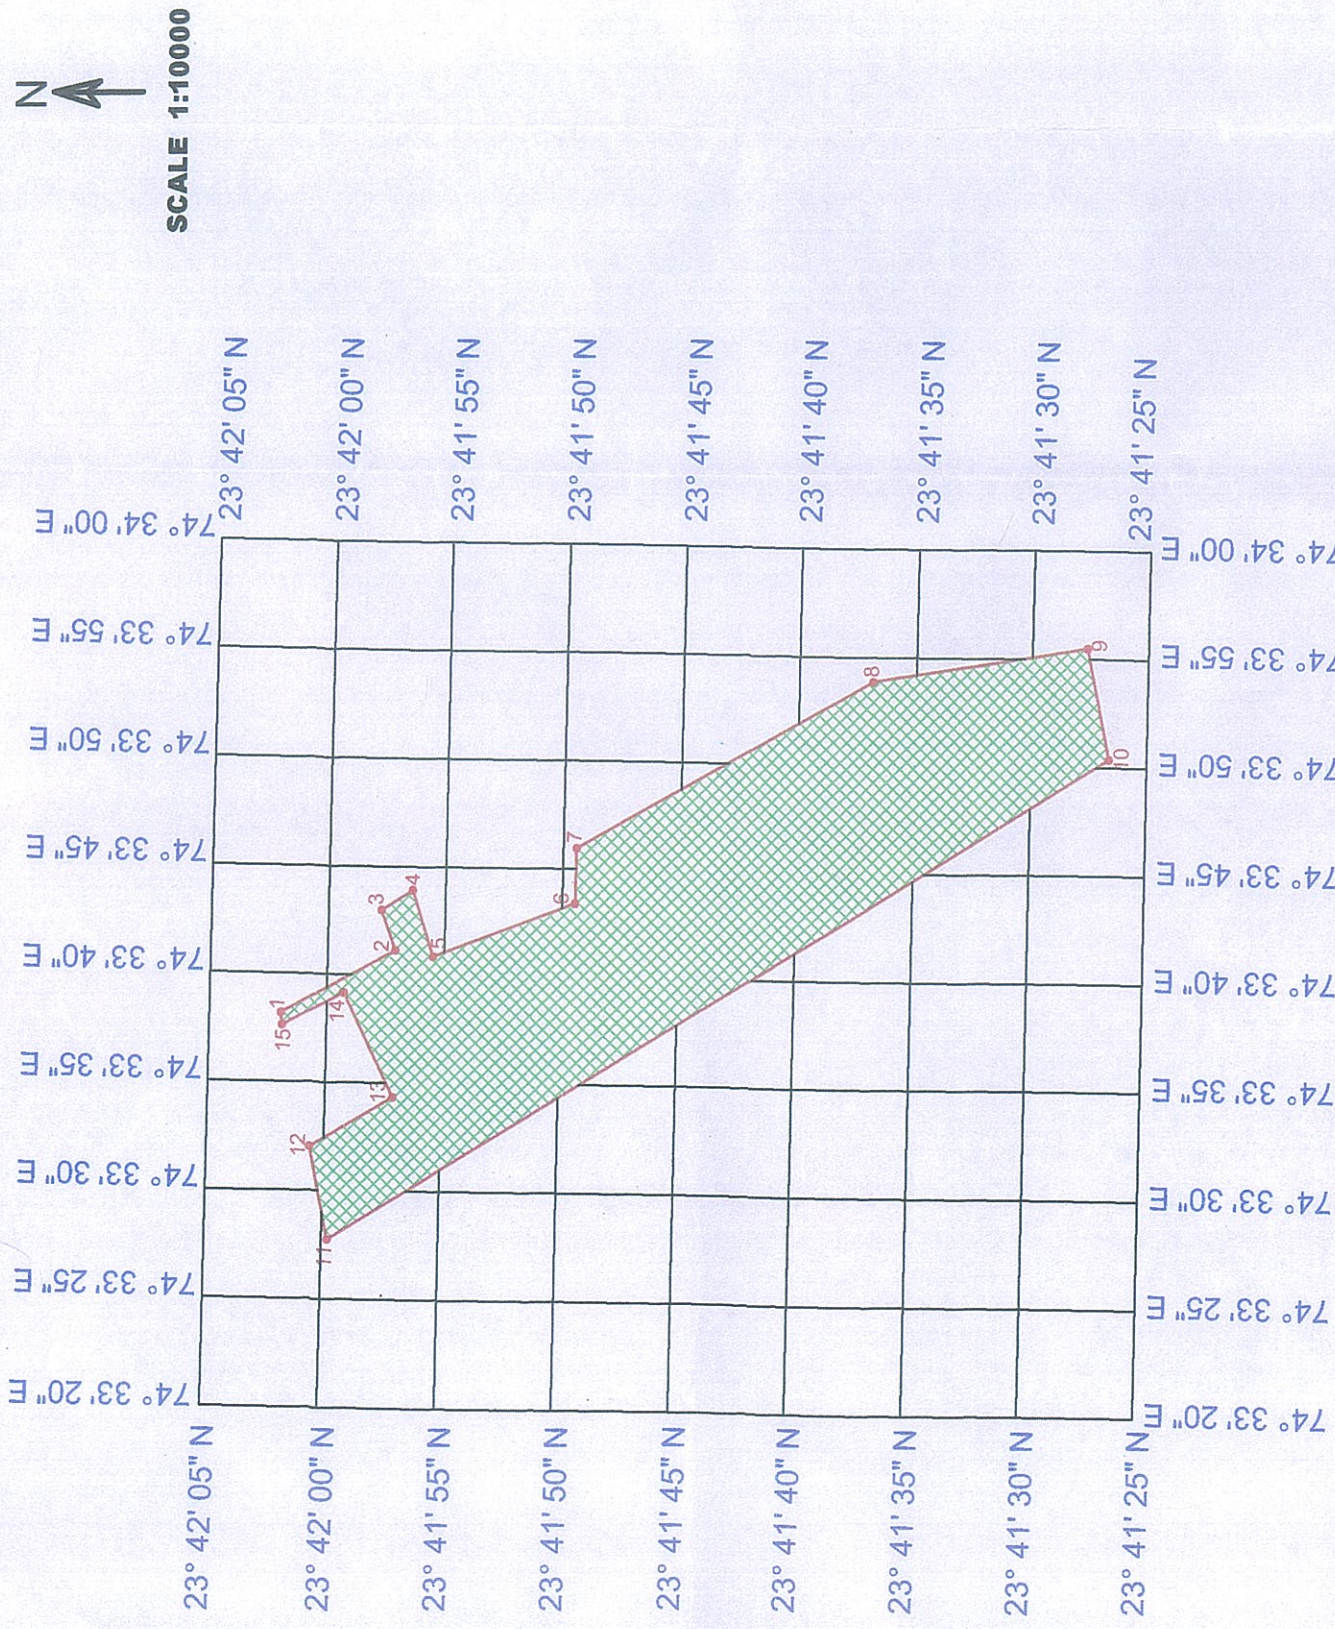 N
SCALE 1:10000
74° 33' 20" E
74° 33' 25" E
74° 33' 30" E
74° 33' 35" E
74° 33' 40" E
74° 33' 45" E
74° 33' 50" E
74° 33' 55" E
74° 34' 00" E
23° 42' 05" N
23° 42' 00" N
23° 41' 55" N
23° 41' 50" N
23° 41' 45" N
23° 41' 40" N
23° 41' 35" N
23° 41' 30" N
23° 41' 25" N
23° 42' 05" N
23° 42' 00" N
23° 41' 55" N
23° 41' 50" N
23° 41' 45" N
23° 41' 40" N
23° 41' 35" N
23° 41' 30" N
23° 41' 25" N
1
2
3
4
5
6
7
8
9
10
11
12
13
14
15
74° 33' 20" E
74° 33' 25" E
74° 33' 30" E
74° 33' 35" E
74° 33' 40" E
74° 33' 45" E
74° 33' 50" E
74° 33' 55" E
74° 34' 00" E